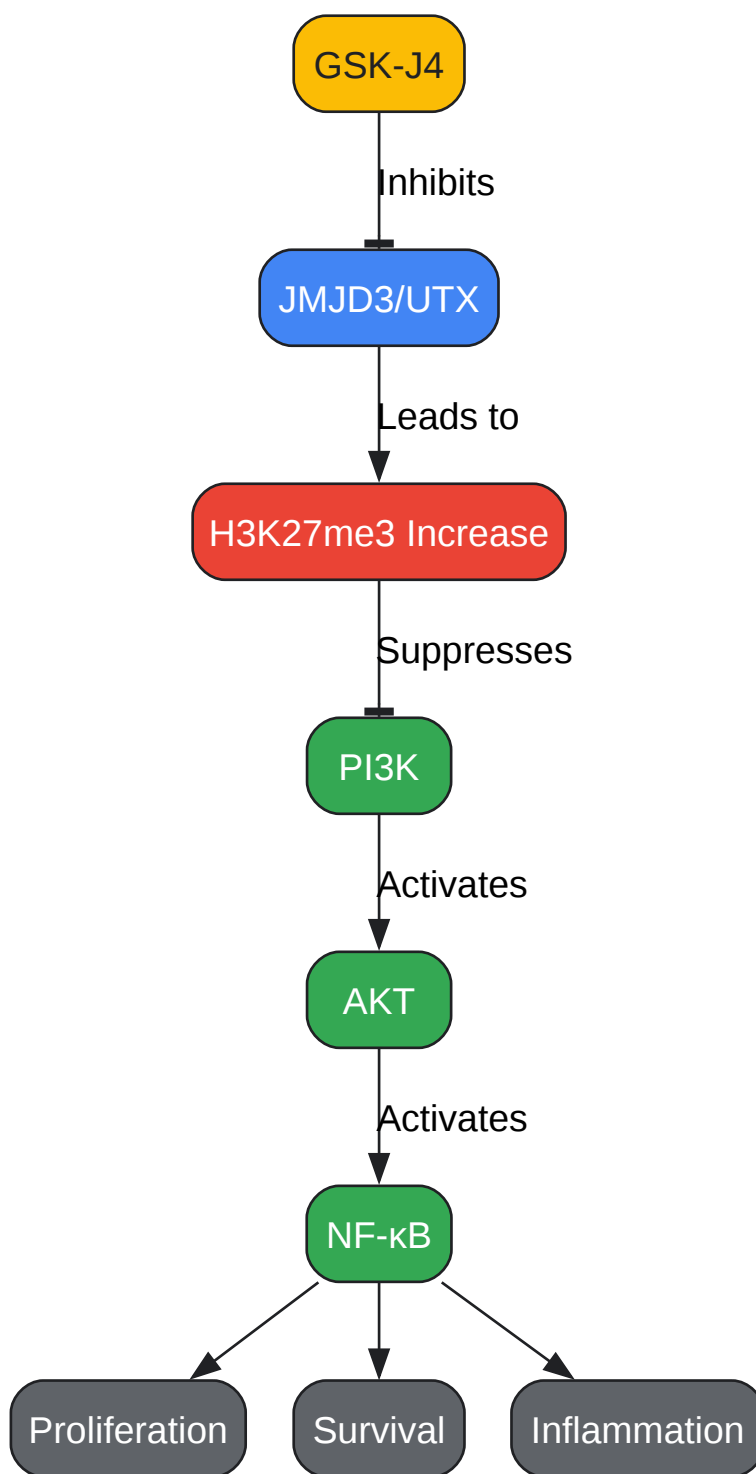 GSK-J4
Inhibits
JMJD3/UTX
Leads to
H3K27me3 Increase
Suppresses
PI3K
Activates
AKT
Activates
NF-κB
Proliferation
Survival
Inflammation